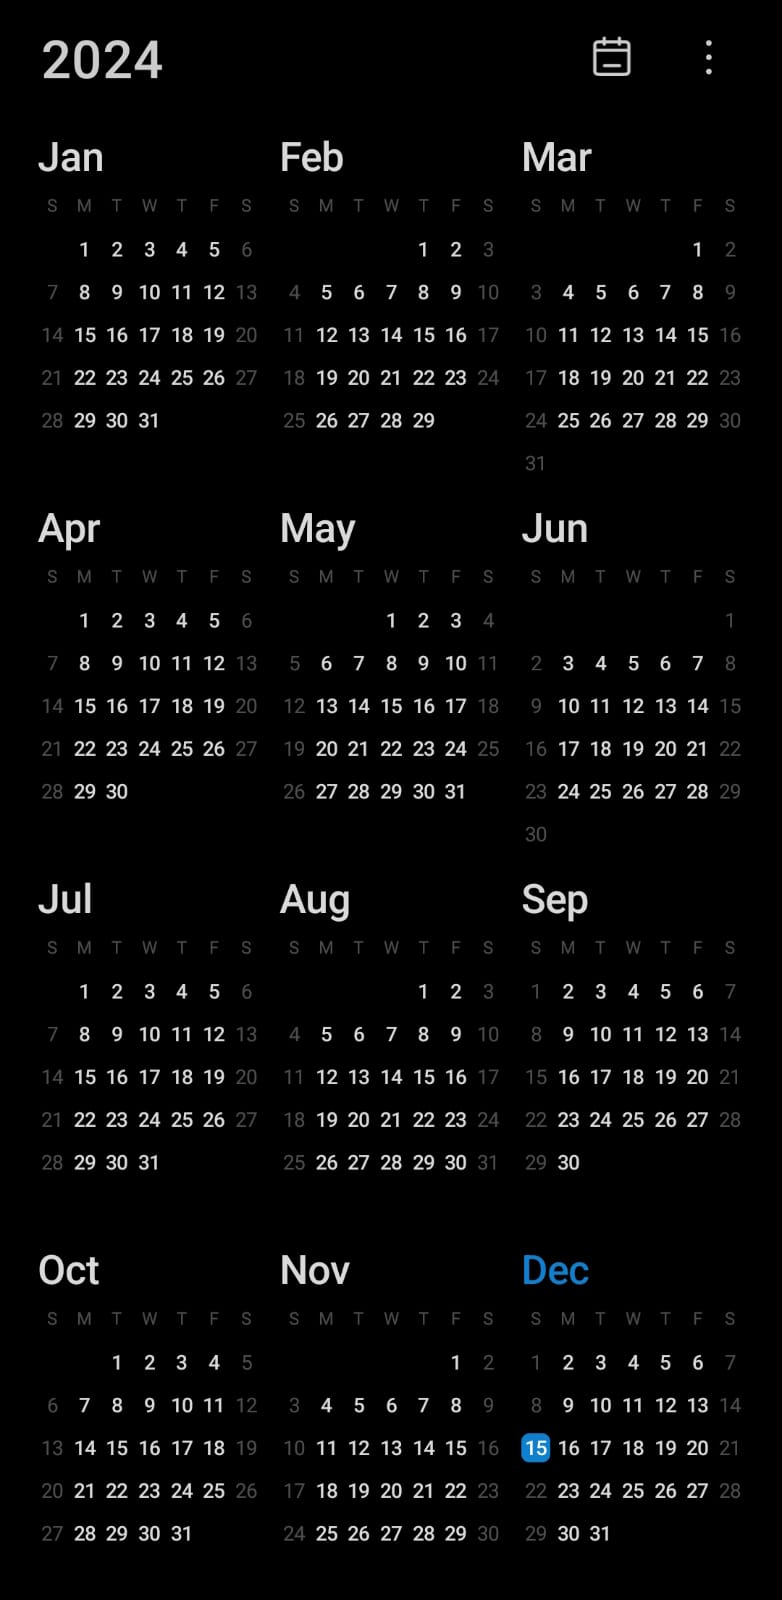 2024
Jan Feb Mar
S M T W T F S S M T W T F S S M T W T F S
1 2 3 4 5 6 1 2 3 1 2
7 8 9 10 11 12 13 4 5 6 7 8 9 10 3 4 5 6 7 8 9
14 15 16 17 18 19 20 11 12 13 14 15 16 17 10 11 12 13 14 15 16
21 22 23 24 25 26 27 18 19 20 21 22 23 24 17 18 19 20 21 22 23
28 29 30 31 25 26 27 28 29 24 25 26 27 28 29 30
31
Apr May Jun
S M T W T F S S M T W T F S S M T W T F S
1 2 3 4 5 6 1 2 3 4 1
7 8 9 10 11 12 13 5 6 7 8 9 10 11 2 3 4 5 6 7 8
14 15 16 17 18 19 20 12 13 14 15 16 17 18 9 10 11 12 13 14 15
21 22 23 24 25 26 27 19 20 21 22 23 24 25 16 17 18 19 20 21 22
28 29 30 26 27 28 29 30 31 23 24 25 26 27 28 29
30
Jul Aug Sep
S M T W T F S S M T W T F S S M T W T F S
1 2 3 4 5 6 1 2 3 1 2 3 4 5 6 7
7 8 9 10 11 12 13 4 5 6 7 8 9 10 8 9 10 11 12 13 14
14 15 16 17 18 19 20 11 12 13 14 15 16 17 15 16 17 18 19 20 21
21 22 23 24 25 26 27 18 19 20 21 22 23 24 22 23 24 25 26 27 28
28 29 30 31 25 26 27 28 29 30 31 29 30
Oct Nov Dec
S M T W T F S S M T W T F S S M T W T F S
1 2 3 4 5 1 2 1 2 3 4 5 6 7
6 7 8 9 10 11 12 3 4 5 6 7 8 9 8 9 10 11 12 13 14
13 14 15 16 17 18 19 10 11 12 13 14 15 16 15 16 17 18 19 20 21
20 21 22 23 24 25 26 17 18 19 20 21 22 23 22 23 24 25 26 27 28
27 28 29 30 31 24 25 26 27 28 29 30 29 30 31